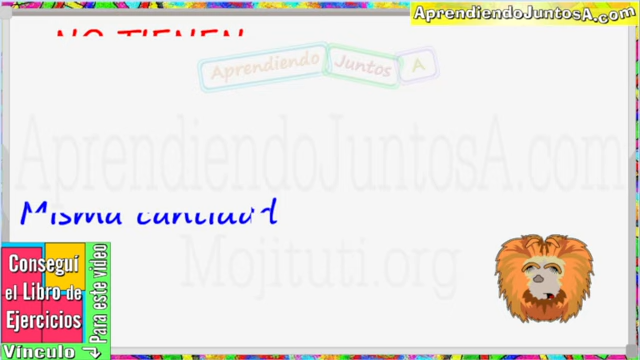 AprendiendoJuntosA.com
NO TIENEN
Aprendiendo Juntos A
AprendiendoJuntosA.com
Misma cantidad
Mojituti.org
Conseguí
el Libro de
Ejercicios
Vínculo
Para este video